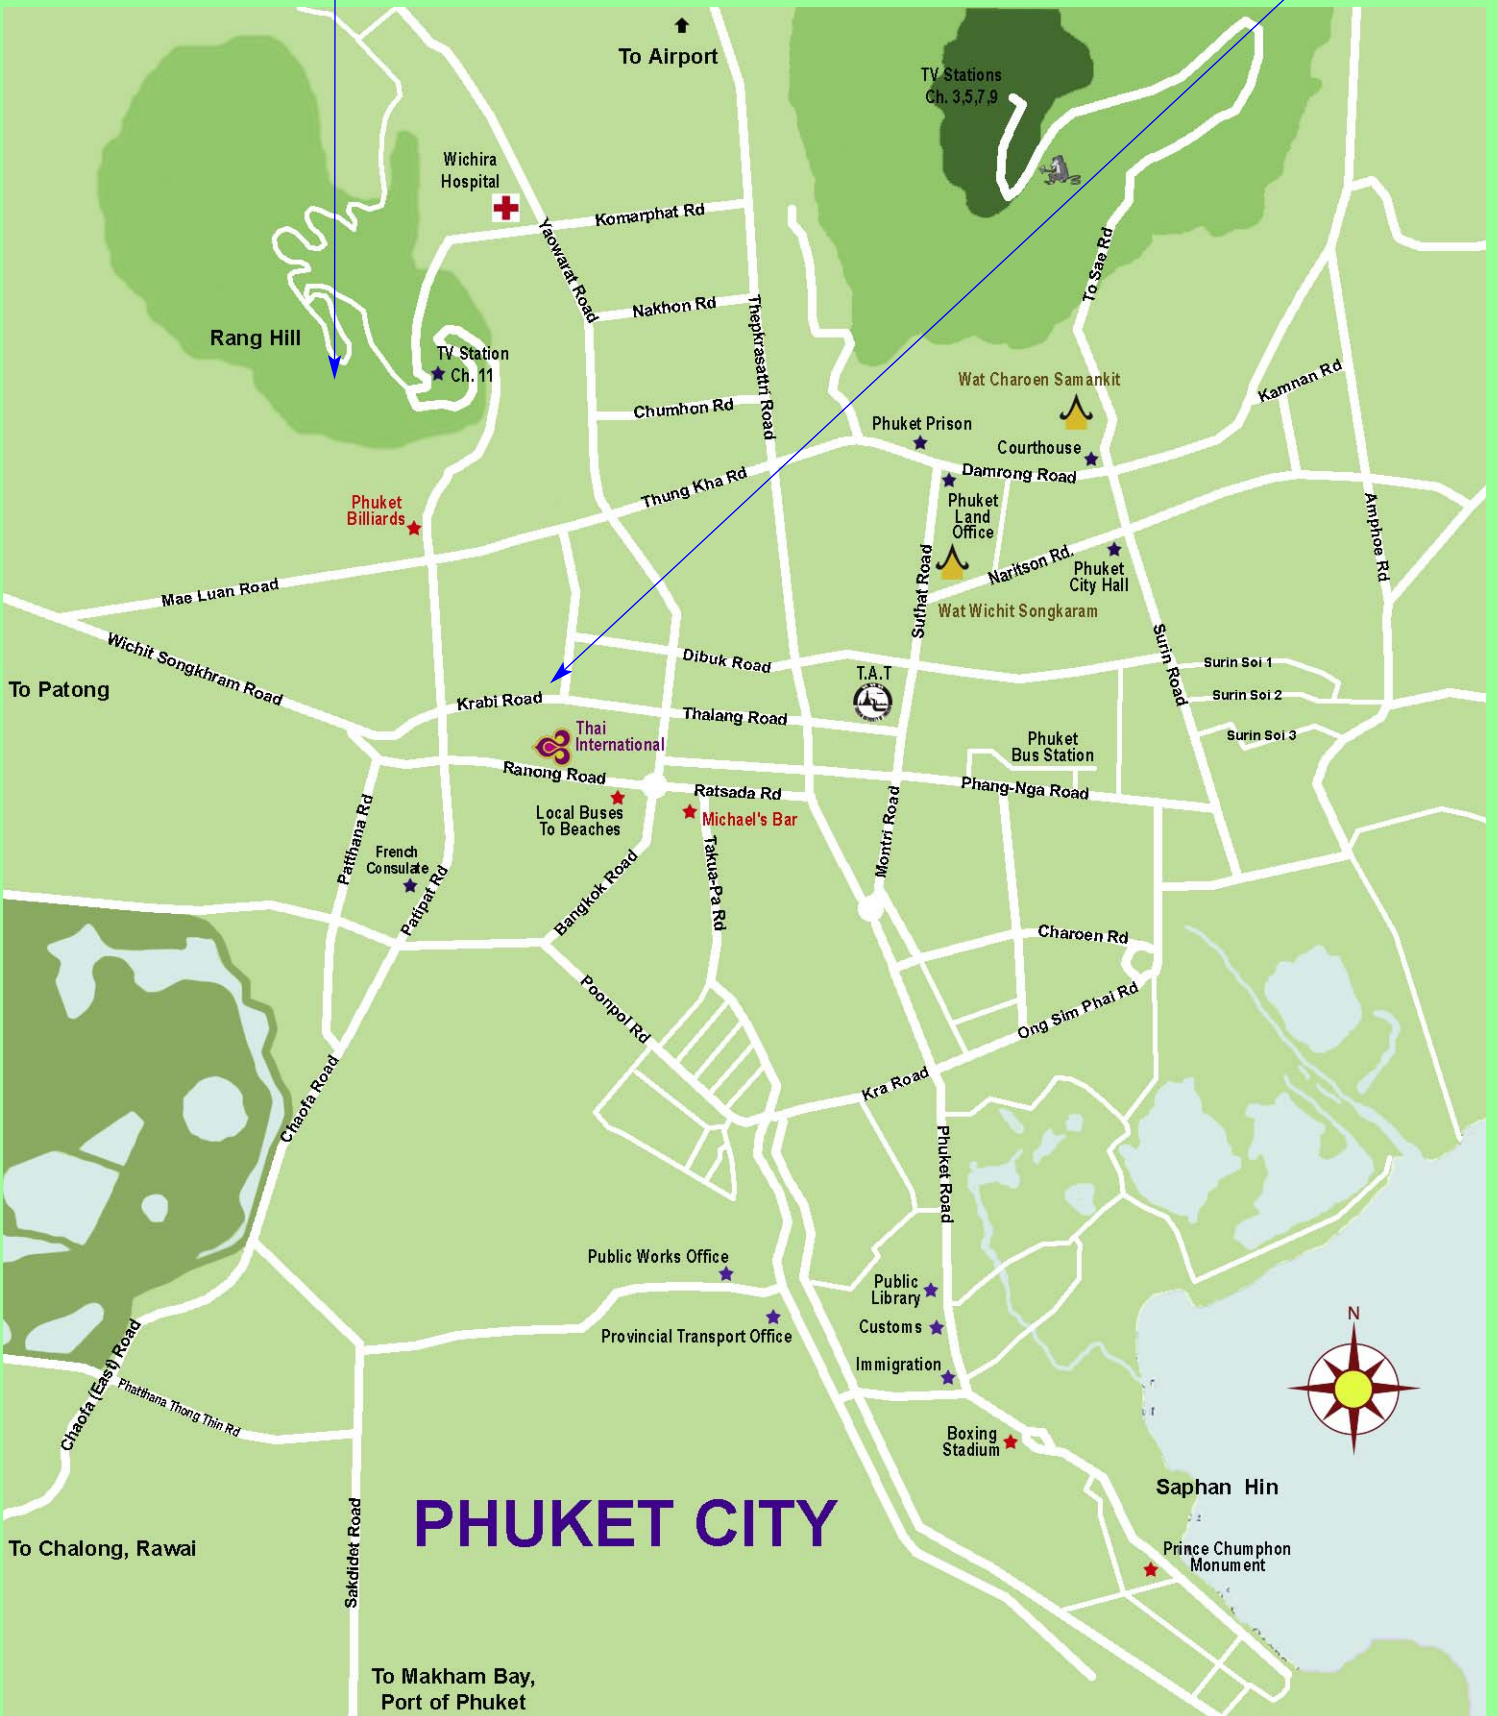 To Airport
TV Stations
Ch. 3,5,7,9
Wichira
Hospital
Komarphat Rd
Yaowarat Road
To Sae Rd
Nakhon Rd
Thepkrasattri Road
Rang Hill
TV Station
Ch. 11
Wat Charoen Samankit
Kamnan Rd
Chumhon Rd
Phuket Prison
Courthouse
Damrong Road
Thung Kha Rd
Phuket
Billiards
Phuket
Land
Office
Amphoe Rd
Suthat Road
Naritson Rd.
Phuket
City Hall
Mae Luan Road
Wat Wichit Songkaram
Wichit Songkhram Road
Dibuk Road
Surin Road
Surin Soi 1
To Patong
T.A.T
Surin Soi 2
Krabi Road
Thalang Road
Thai
International
Surin Soi 3
Phuket
Bus Station
Ranong Road
Ratsada Rd
Phang-Nga Road
Local Buses
To Beaches
Michael's Bar
Patthana Rd
Montri Road
French
Consulate
Takua-Pa Rd
Patipat Rd
Bangkok Road
Charoen Rd
Poonpol Rd
Ong Sim Phai Rd
Chaofa Road
Kra Road
Phuket Road
Public Works Office
Public
Library
Provincial Transport Office
Customs
N
Immigration
Chaofa (East) Road
Phatthana Thong Thin Rd
Boxing
Stadium
Saphan Hin
PHUKET CITY
To Chalong, Rawai
Sakdidet Road
Prince Chumphon
Monument
To Makham Bay,
Port of Phuket